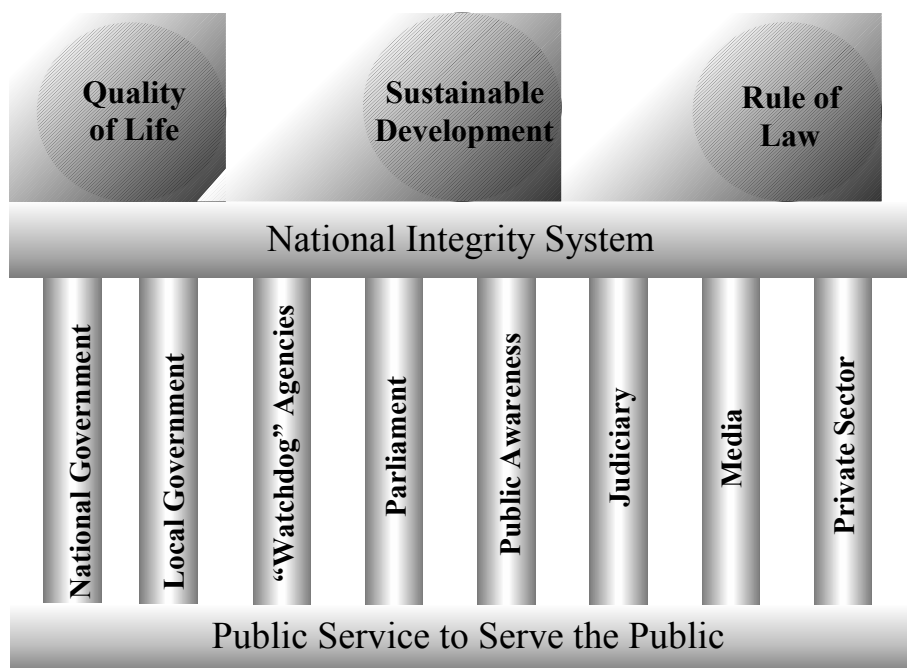 Quality
of Life
Sustainable
Development
Rule of
Law
National Integrity System
National Government
Local Government
“Watchdog” Agencies
Parliament
Public Awareness
Judiciary
Media
Private Sector
Public Service to Serve the Public